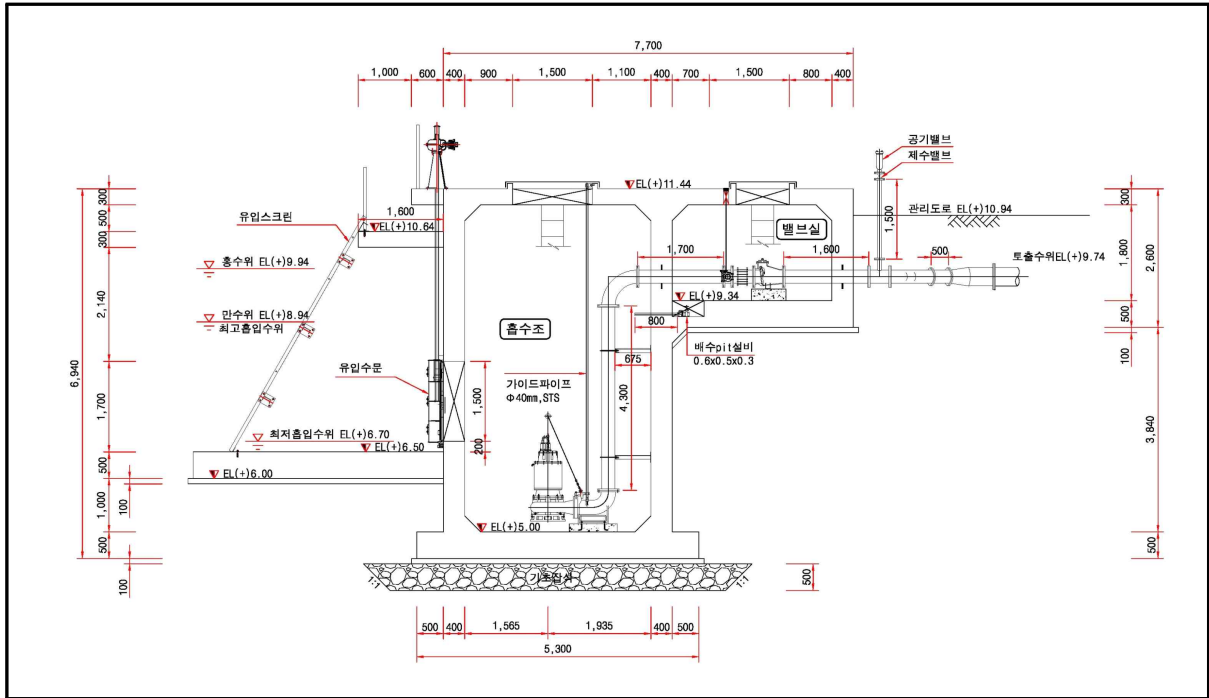 7,700
1,000 600 400 900 1,500 1,100 400 700 1,500 800 400
공기밸브
제수밸브
EL(+)11.44
300
500
300
2,140
1,700
500
1,000
500
100
100
6,940
1,600
유입스크린
EL(+)10.64
관리도로 EL(+)10.94
밸브실
1,500
300
1,800
2,600
홍수위 EL(+)9.94
1,700
1,600
500
토출수위EL(+)9.74
만수위 EL(+)8.94
최고흡입수위
EL(+)9.34
흡수조
800
500
100
배수pit설비
0.6x0.5x0.3
675
유입수문
1,500
가이드파이프
Φ40mm,STS
4,300
3,840
최저흡입수위 EL(+)6.70
EL(+)6.50
200
EL(+)6.00
EL(+)5.00
500
1:1
기초잡석
1:1
500
500 400 1,565 1,935 400 500
5,300